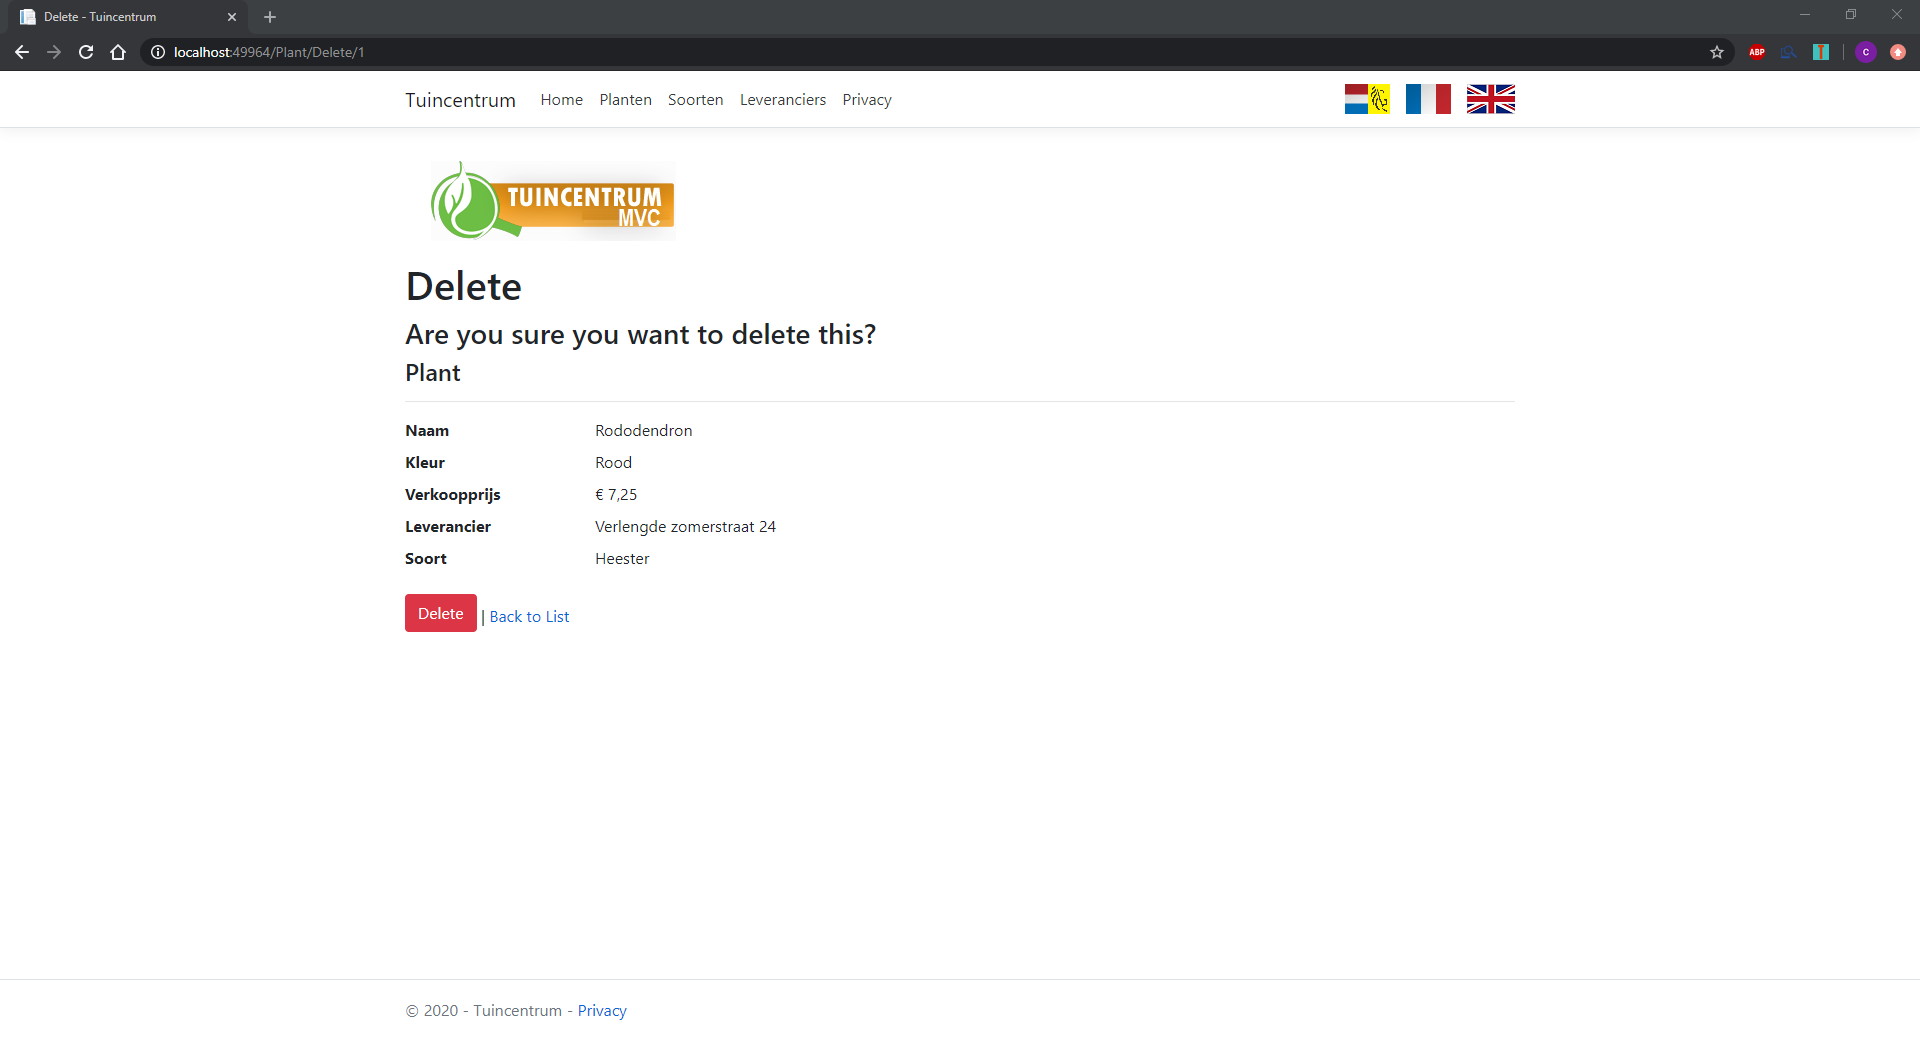 Delete - Tuincentrum
localhost:49964/Plant/Delete/1
ABP
T
C
Tuincentrum Home Planten Soorten Leveranciers Privacy
TUINCENTRUM
MVC
Delete
Are you sure you want to delete this?
Plant
Naam Rododendron
Kleur Rood
Verkoopprijs € 7,25
Leverancier Verlengde zomerstraat 24
Soort Heester
Delete | Back to List
© 2020 - Tuincentrum - Privacy